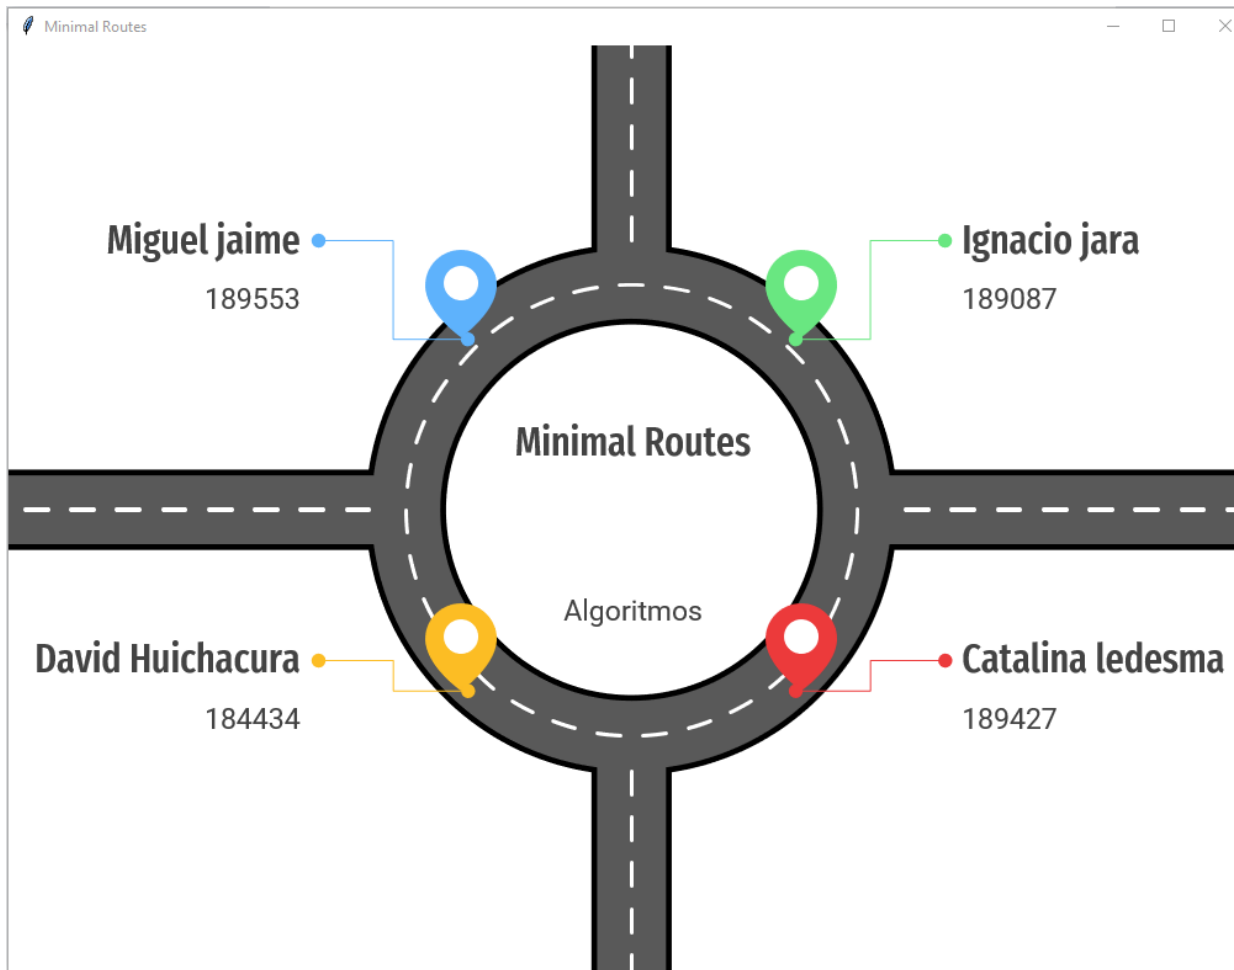 Minimal Routes
Miguel jaime
189553
Ignacio jara
189087
Minimal Routes
Algoritmos
David Huichacura
184434
Catalina ledesma
189427